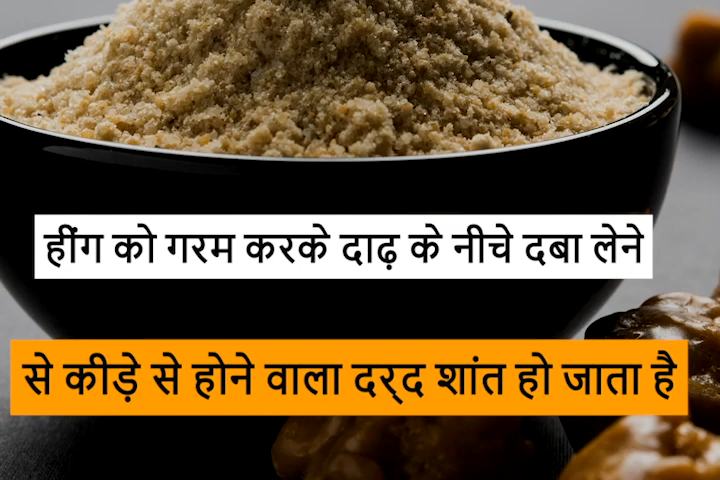 हींग को गरम करके दाढ़ के नीचे दबा लेने
से कीड़े से होने वाला दर्द शांत हो जाता है